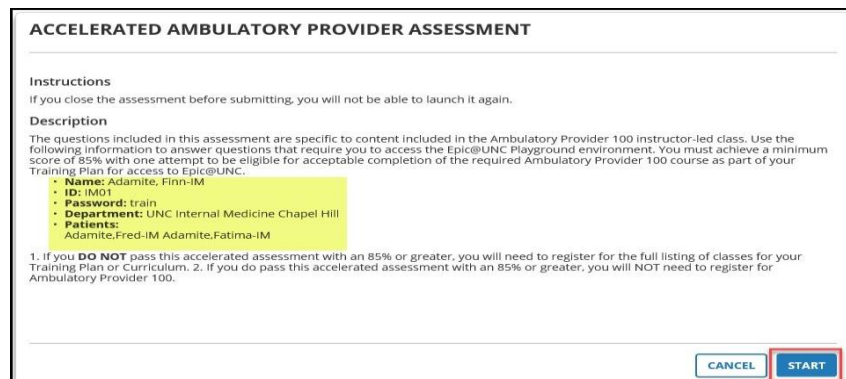 ACCELERATED AMBULATORY PROVIDER ASSESSMENT
Instructions
If you close the assessment before submitting, you will not be able to launch it again.
Description
The questions included in this assessment are specific to content included in the Ambulatory Provider 100 instructor-led class. Use the
following information to answer questions that require you to access the Epic@UNC Playground environment. You must achieve a minimum
score of 85% with one attempt to be eligible for acceptable completion of the required Ambulatory Provider 100 course as part of your
Training Plan for access to Epic@UNC.
• Name: Adamite, Finn-IM
• ID: IM01
• Password: train
• Department: UNC Internal Medicine Chapel Hill
• Patients:
Adamite,Fred-IM Adamite,Fatima-IM
1. If you DO NOT pass this accelerated assessment with an 85% or greater, you will need to register for the full listing of classes for your
Training Plan or Curriculum. 2. If you do pass this accelerated assessment with an 85% or greater, you will NOT need to register for
Ambulatory Provider 100.
CANCEL START